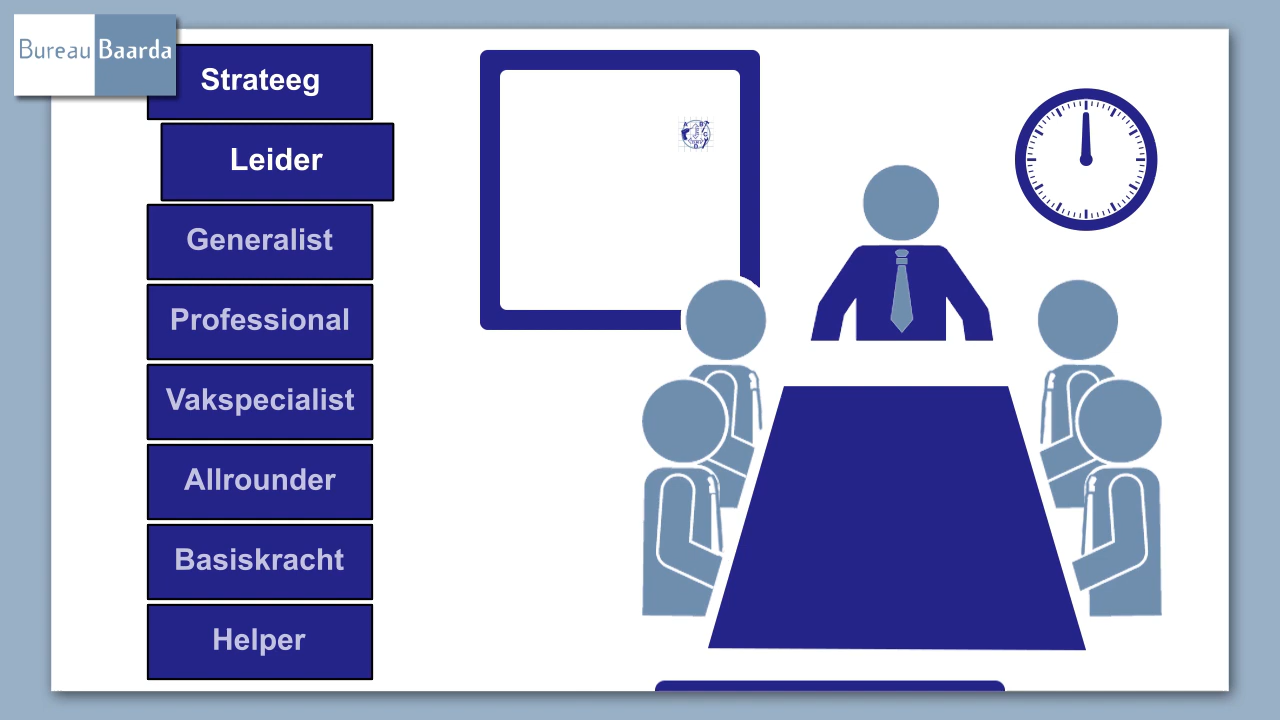 Bureau Baarda
Strateeg
Leider
Generalist
Professional
Vakspecialist
Allrounder
Basiskracht
Helper